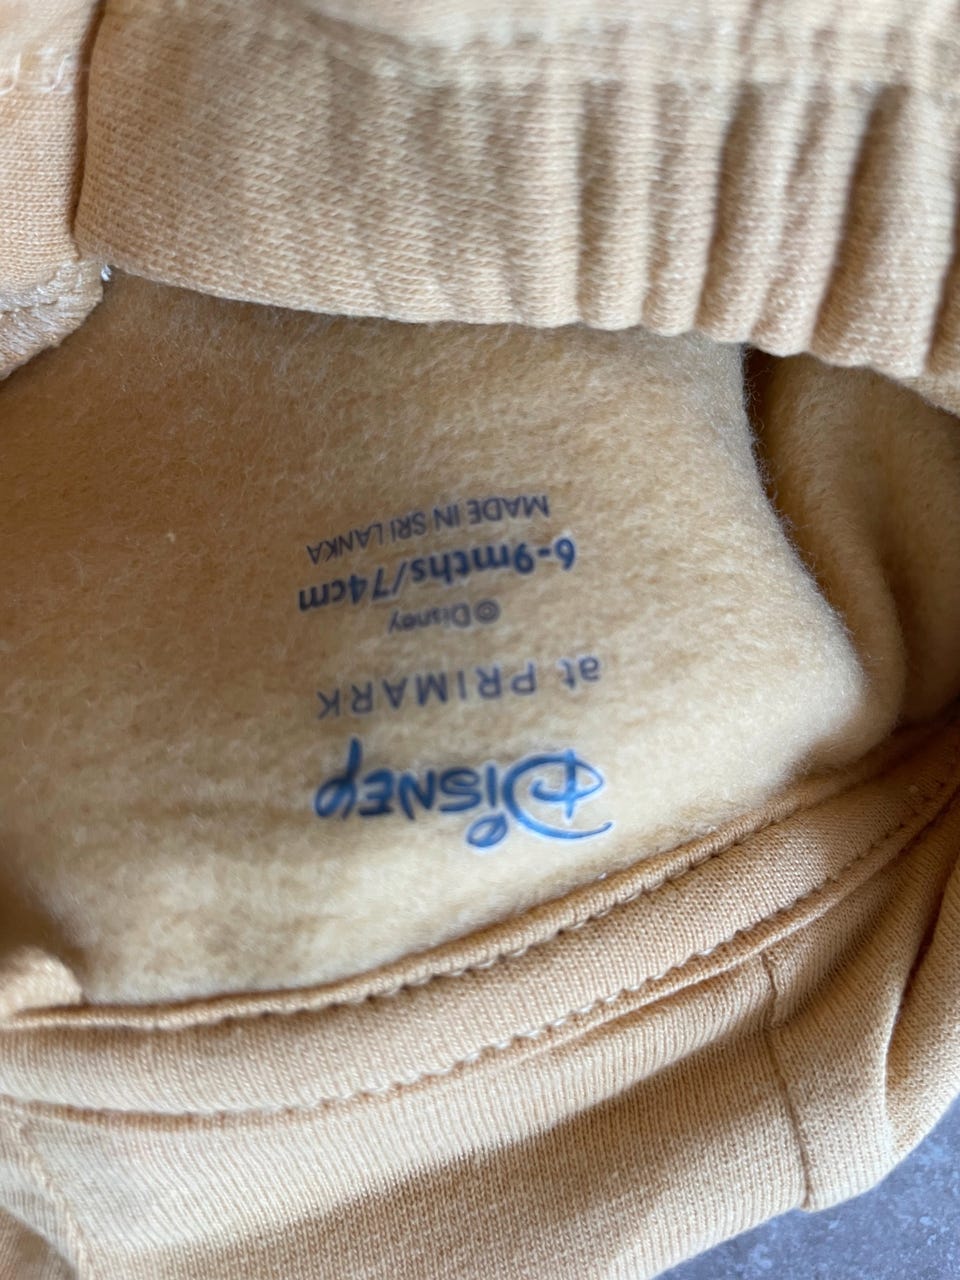 Disney
at PRIMARK
©Disney
6-9mths/74cm
MADE IN SRI LANKA